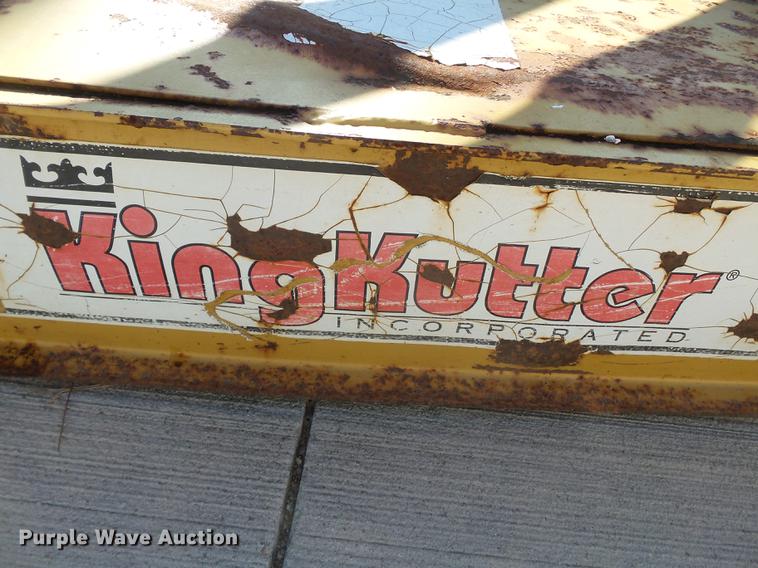 KingKutter®
INCORPORATED
Purple Wave Auction